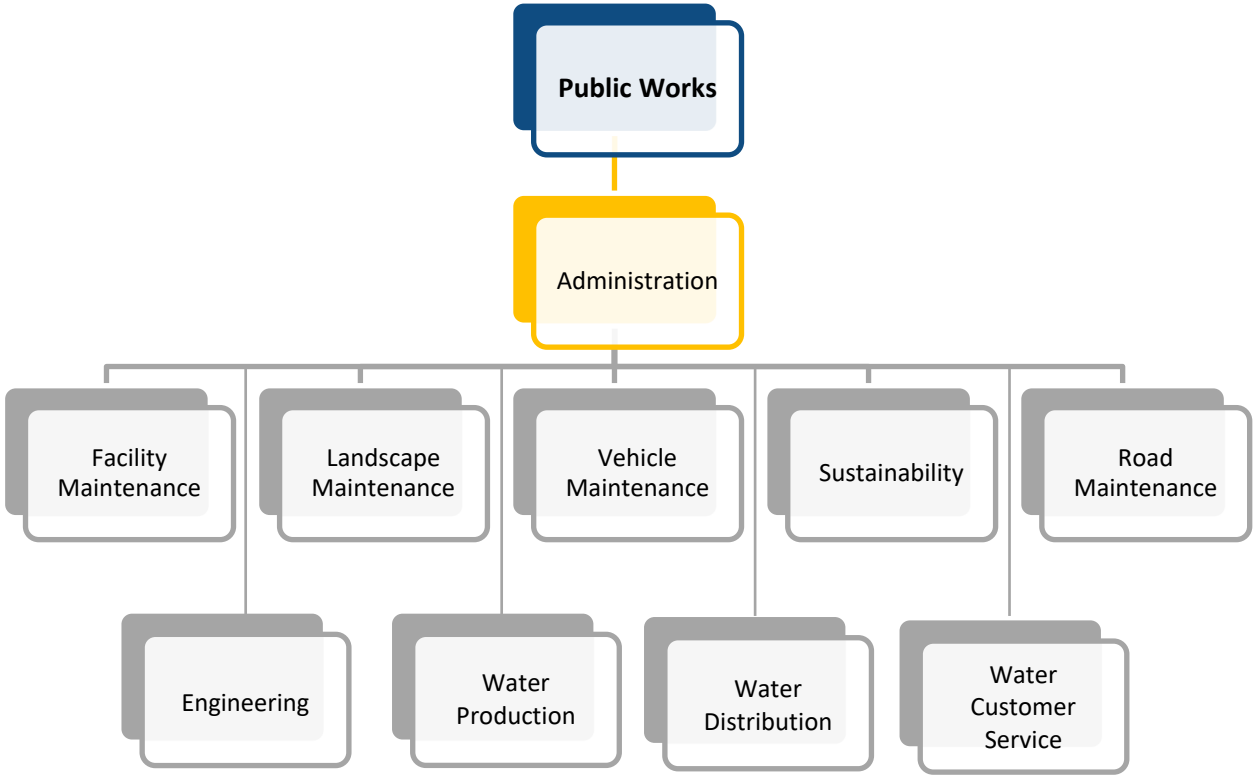 Public Works
Administration
Facility
Maintenance
Landscape
Maintenance
Vehicle
Maintenance
Sustainability
Road
Maintenance
Engineering
Water
Production
Water
Distribution
Water
Customer
Service